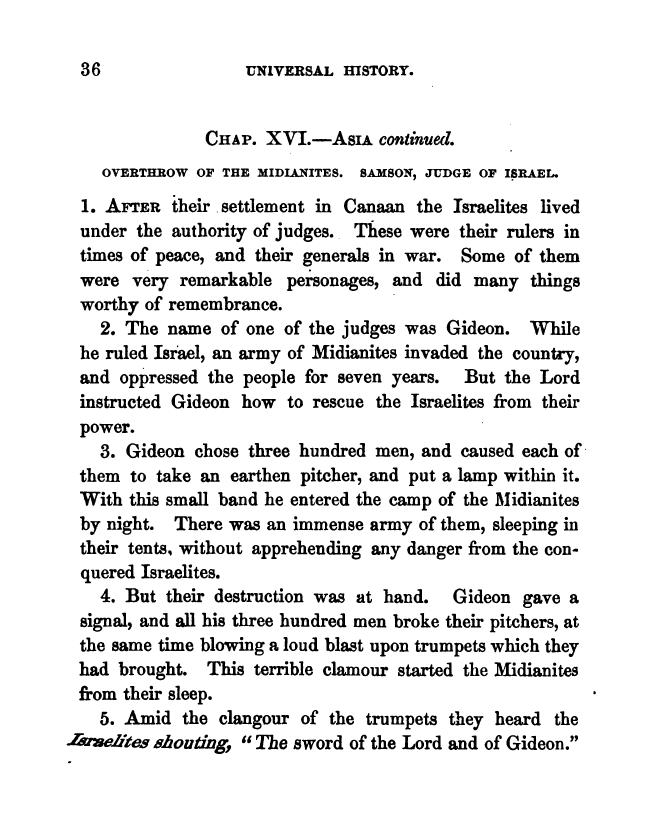 36 UNIVERSAL HISTORY.
CHAP. XVI.—ASIA continued.
OVERTHROW OF THE MIDIANITES. SAMSON, JUDGE OF ISRAEL.
1. AFTER their settlement in Canaan the Israelites lived
under the authority of judges. These were their rulers in
times of peace, and their generals in war. Some of them
were very remarkable personages, and did many things
worthy of remembrance.
2. The name of one of the judges was Gideon. While
he ruled Israel, an army of Midianites invaded the country,
and oppressed the people for seven years. But the Lord
instructed Gideon how to rescue the Israelites from their
power.
3. Gideon chose three hundred men, and caused each of
them to take an earthen pitcher, and put a lamp within it.
With this small band he entered the camp of the Midianites
by night. There was an immense army of them, sleeping in
their tents, without apprehending any danger from the con-
quered Israelites.
4. But their destruction was at hand. Gideon gave a
signal, and all his three hundred men broke their pitchers, at
the same time blowing a loud blast upon trumpets which they
had brought. This terrible clamour started the Midianites
from their sleep.
5. Amid the clangour of the trumpets they heard the
Israelites shouting, "The sword of the Lord and of Gideon."